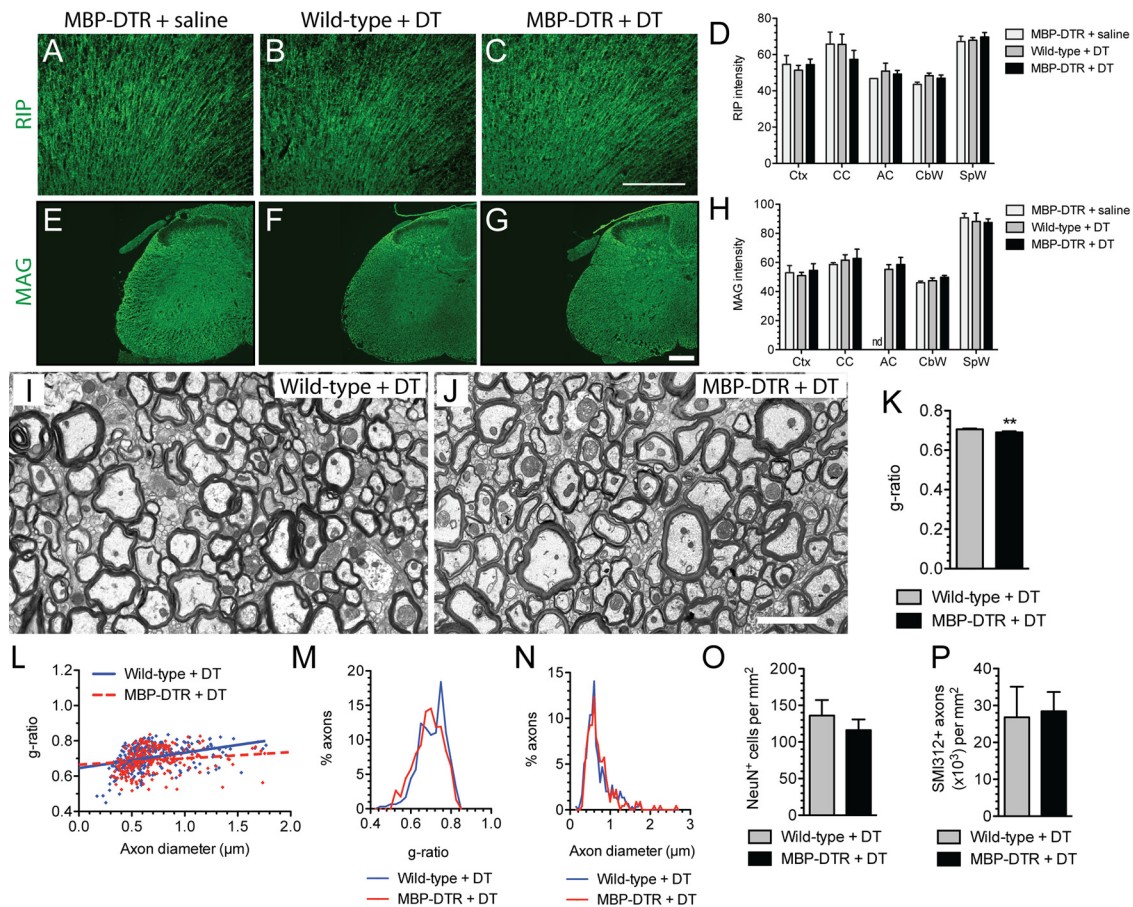 MBP-DTR + saline
Wild-type + DT
MBP-DTR + DT
A
B
C
RIP
E
F
G
MAG
D
RIP intensity
80
60
40
20
0
Ctx
CC
AC
CbW
SpW
MBP-DTR + saline
Wild-type + DT
MBP-DTR + DT
H
MAG intensity
100
80
60
40
20
0
nd
Ctx
CC
AC
CbW
SpW
MBP-DTR + saline
Wild-type + DT
MBP-DTR + DT
I
Wild-type + DT
J
MBP-DTR + DT
K
g-ratio
0.8
0.6
0.4
0.2
0.0
**
Wild-type + DT
MBP-DTR + DT
L
g-ratio
1.2
1.0
0.8
0.6
0.4
0.0
0.5
1.0
1.5
2.0
Axon diameter (µm)
Wild-type + DT
MBP-DTR + DT
M
% axons
20
15
10
5
0
0.4
0.6
0.8
1.0
g-ratio
Wild-type + DT
MBP-DTR + DT
N
% axons
15
10
5
0
0
1
2
3
Axon diameter (µm)
Wild-type + DT
MBP-DTR + DT
O
NeuN⁺ cells per mm²
200
150
100
50
0
Wild-type + DT
MBP-DTR + DT
P
SMI312+ axons
(x10³) per mm²
40
30
20
10
0
Wild-type + DT
MBP-DTR + DT